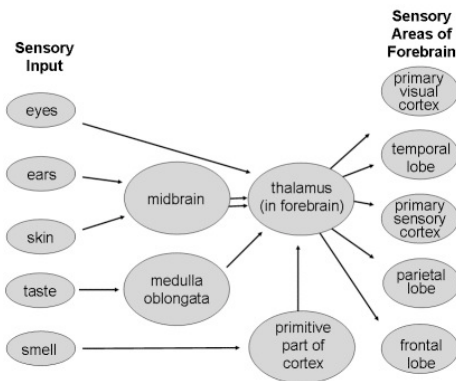 Sensory
Input
Sensory
Areas of
Forebrain
eyes
ears
skin
taste
smell
midbrain
medulla
oblongata
thalamus
(in forebrain)
primitive
part of
cortex
primary
visual
cortex
temporal
lobe
primary
sensory
cortex
parietal
lobe
frontal
lobe